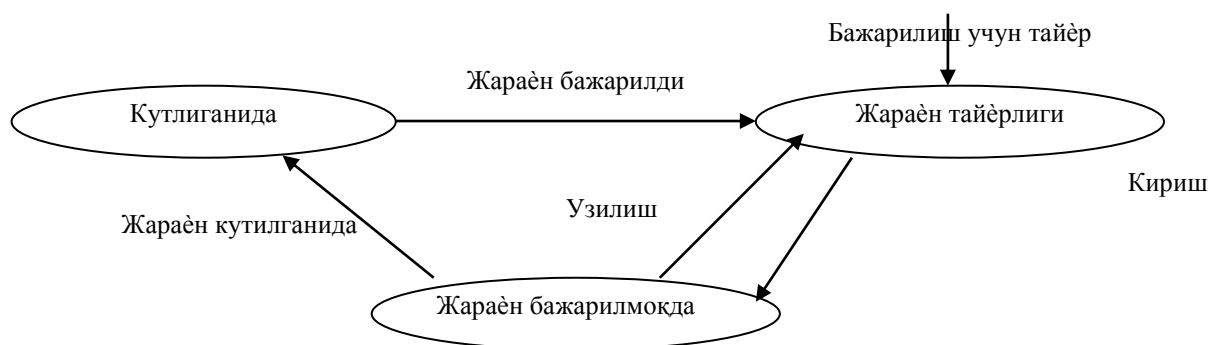 Бажарилиш учун тайѐр
Жараѐн бажарилди
Кутлиганида
Жараѐн тайѐрлиги
Кириш
Узилиш
Жараѐн кутилганида
Жараѐн бажарилмоқда